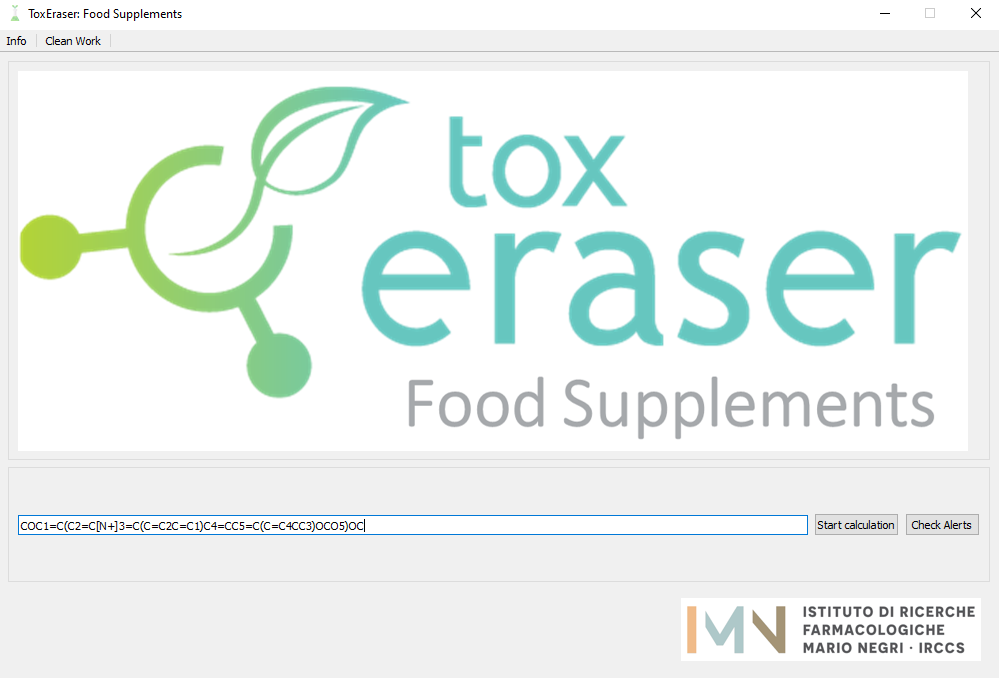 ToxEraser: Food Supplements
Info Clean Work
tox
eraser
Food Supplements
COC1=C(C2=C[N+]3=C(C=C2C=C1)C4=CC5=C(C=C4CC3)OCO5)OC
Start calculation Check Alerts
IMN
ISTITUTO DI RICERCHE
FARMACOLOGICHE
MARIO NEGRI · IRCCS